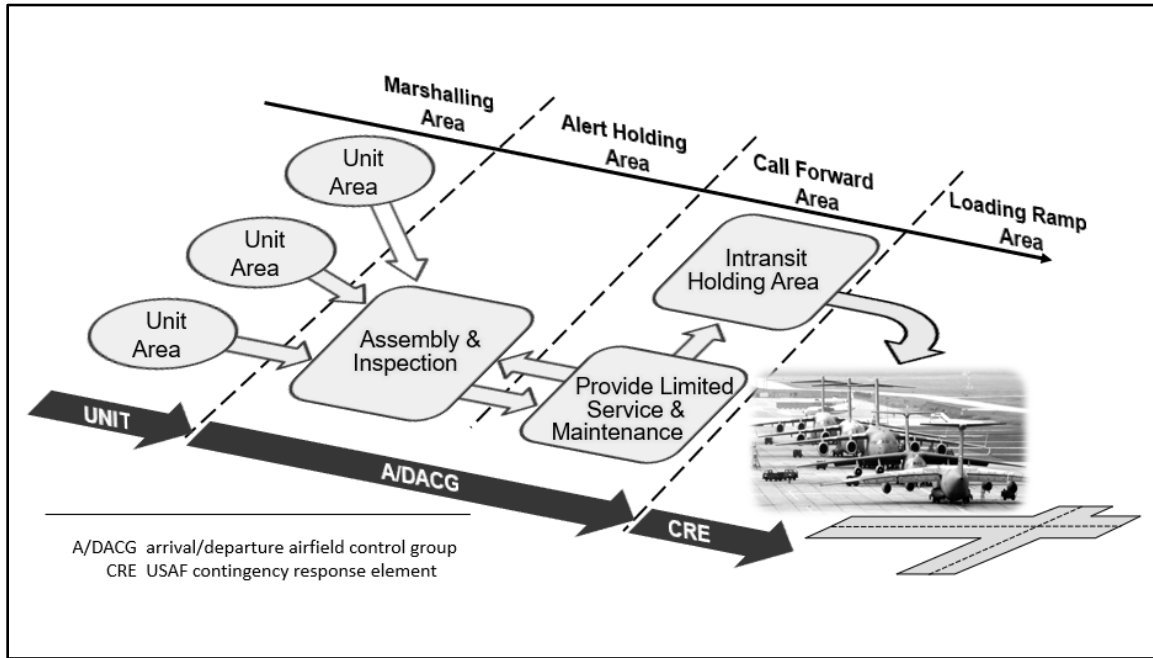 Marshalling
Area
Alert Holding
Area
Call Forward
Area
Loading Ramp
Area
Unit
Area
Unit
Area
Unit
Area
Assembly &
Inspection
Provide Limited
Service &
Maintenance
Intransit
Holding Area
UNIT
A/DACG
CRE
A/DACG arrival/departure airfield control group
CRE USAF contingency response element